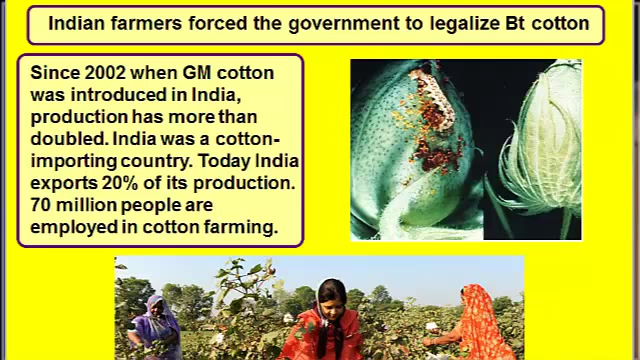 Indian farmers forced the government to legalize Bt cotton
Since 2002 when GM cotton
was introduced in India,
production has more than
doubled. India was a cotton-
importing country. Today India
exports 20% of its production.
70 million people are
employed in cotton farming.